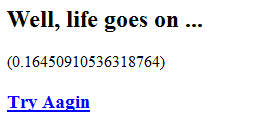 Well, life goes on ...
(0.16450910536318764)
Try Aagin